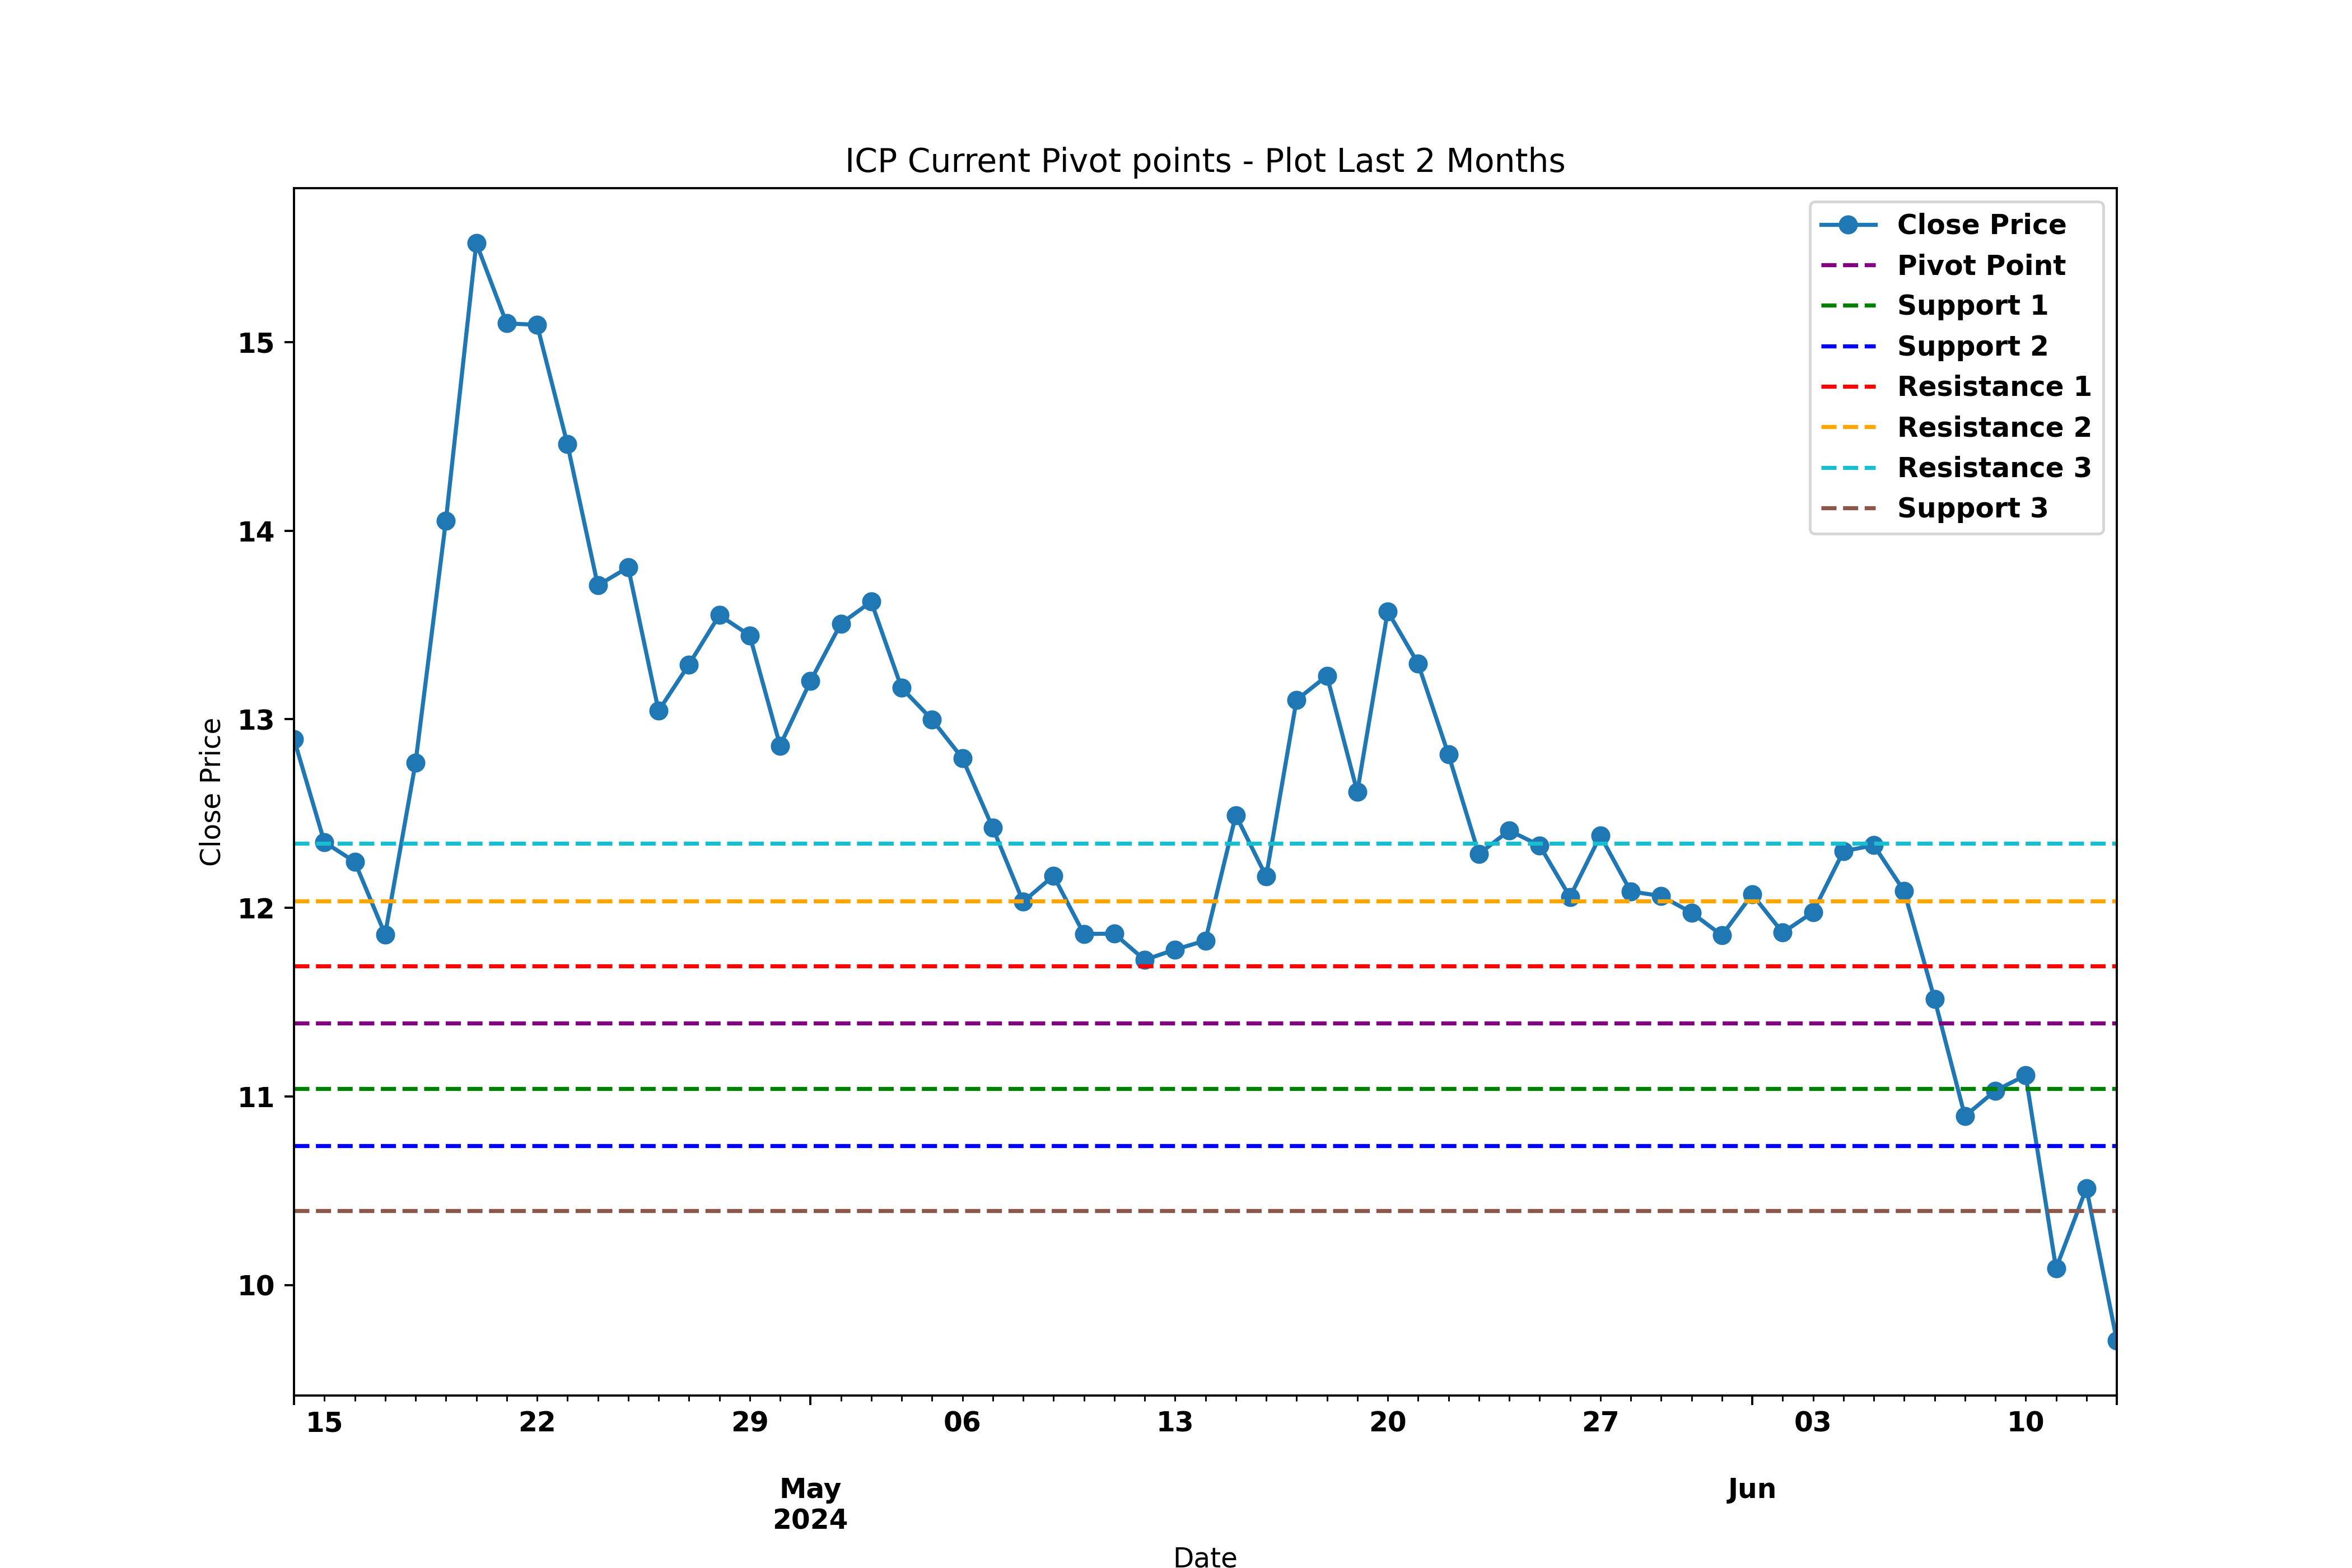 ICP Current Pivot points - Plot Last 2 Months
Close Price
Pivot Point
Support 1
Support 2
Resistance 1
Resistance 2
Resistance 3
Support 3
Close Price
15
14
13
12
11
10
15 22 29 06 13 20 27 03 10
May Jun
2024
Date